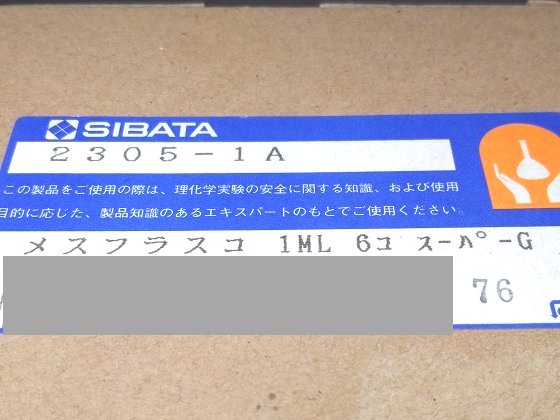 SIBATA
2305-1A
この製品をご使用の際は、理化学実験の安全に関する知識、および使用
目的に応じた、製品知識のあるエキスパートのもとでご使用ください。
メスフラスコ 1ML 6コ スーパ-G
76